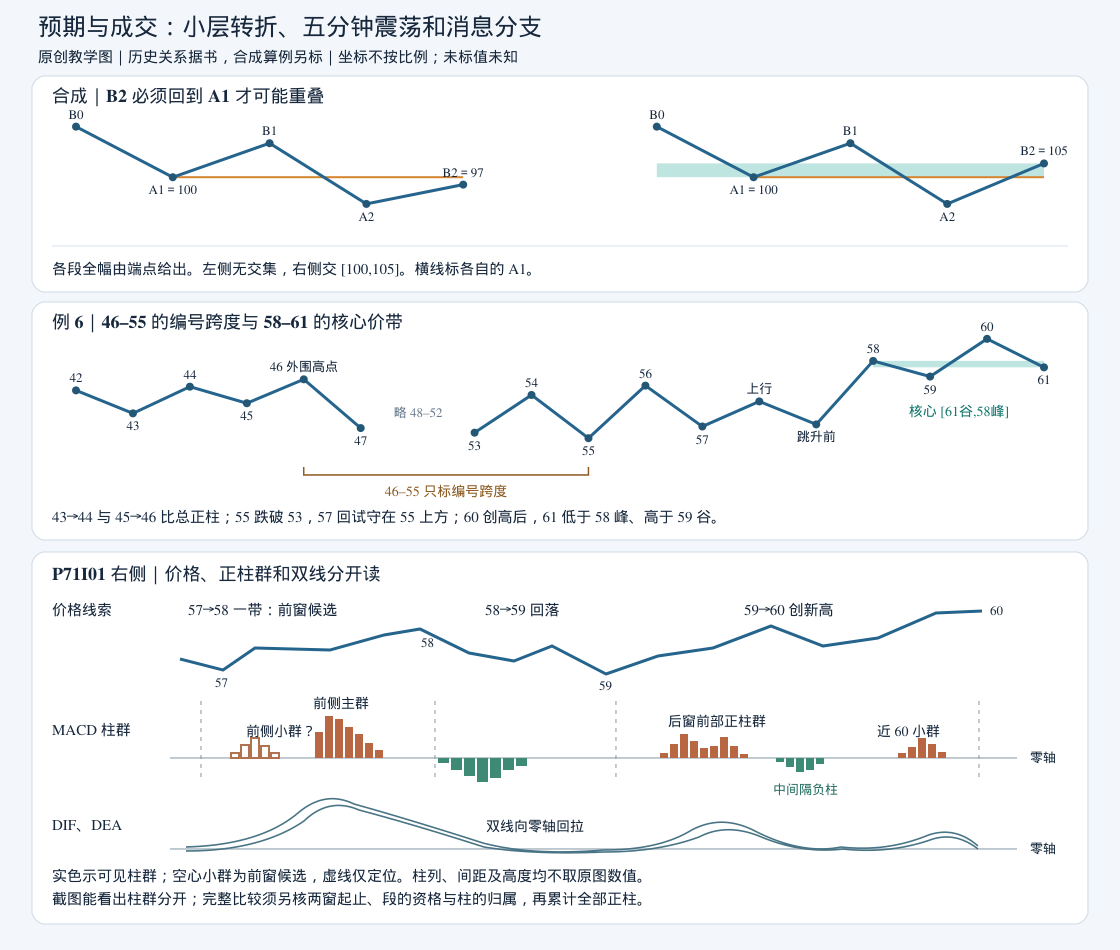 预期与成交：小层转折、五分钟震荡和消息分支
原创教学图｜历史关系据书，合成算例另标｜坐标不按比例；未标值未知
合成｜B2 必须回到 A1 才可能重叠
B0
B1
A1 = 100
A2
B2 = 97
B0
B1
A1 = 100
A2
B2 = 105
各段全幅由端点给出。左侧无交集，右侧交 [100,105]。横线标各自的 A1。
例 6｜46–55 的编号跨度与 58–61 的核心价带
42
43
44
45
46 外围高点
47
略 48–52
53
54
55
56
57
上行
跳升前
58
59
60
61
核心 [61谷,58峰]
46–55 只标编号跨度
43→44 与 45→46 比总正柱；55 跌破 53，57 回试守在 55 上方；60 创高后，61 低于 58 峰、高于 59 谷。
P71I01 右侧｜价格、正柱群和双线分开读
价格线索
57→58 一带：前窗候选
58→59 回落
59→60 创新高
57
58
59
60
MACD 柱群
前侧小群？
前侧主群
后窗前部正柱群
近 60 小群
中间隔负柱
零轴
DIF、DEA
双线向零轴回拉
零轴
实色示可见柱群；空心小群为前窗候选，虚线仅定位。柱列、间距及高度均不取原图数值。
截图能看出柱群分开；完整比较须另核两窗起止、段的资格与柱的归属，再累计全部正柱。